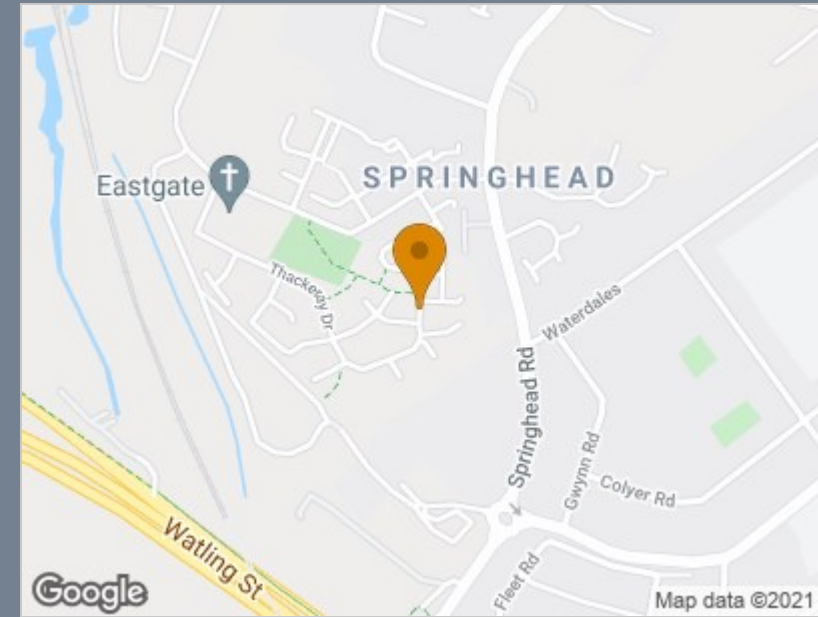 SPRINGHEAD
Eastgate
Thackeray Dr
Waterdales
Springhead Rd
Gwynn Rd
Colyer Rd
Watling St
Fleet Rd
Google
Map data ©2021